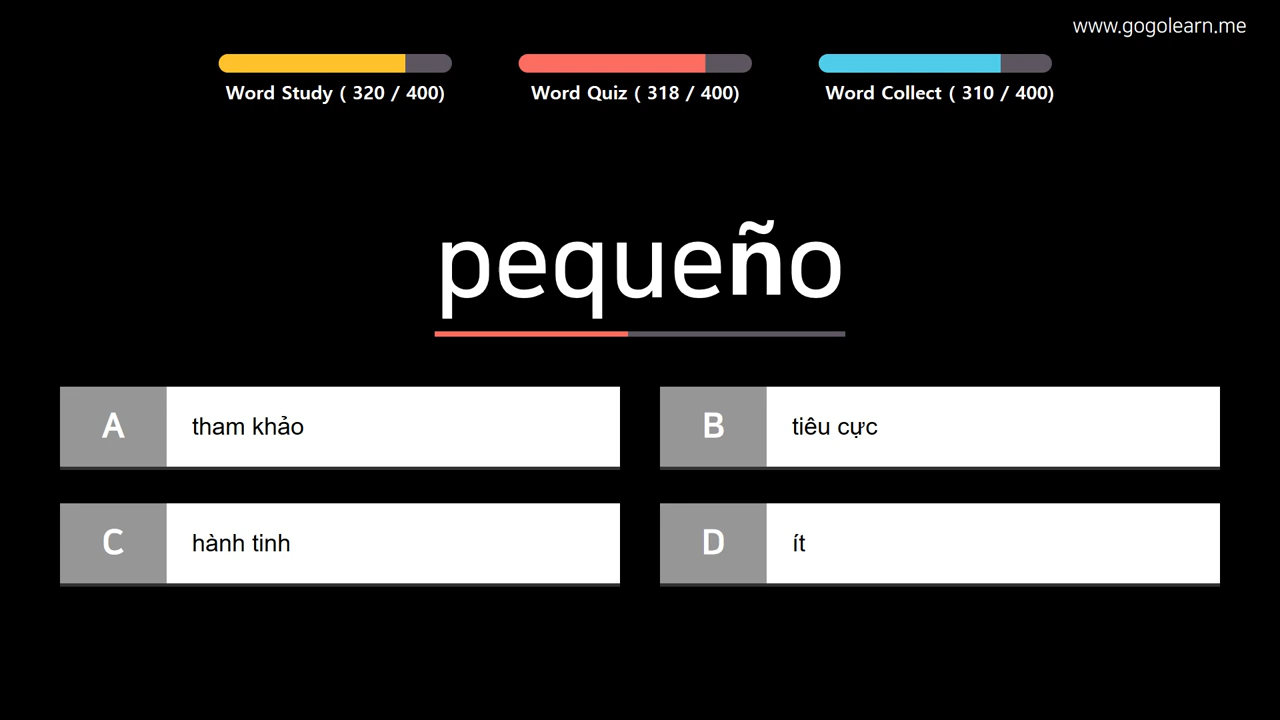 www.gogolearn.me
Word Study ( 320 / 400)
Word Quiz ( 318 / 400)
Word Collect ( 310 / 400)
pequeño
A tham khảo
B tiêu cực
C hành tinh
D ít